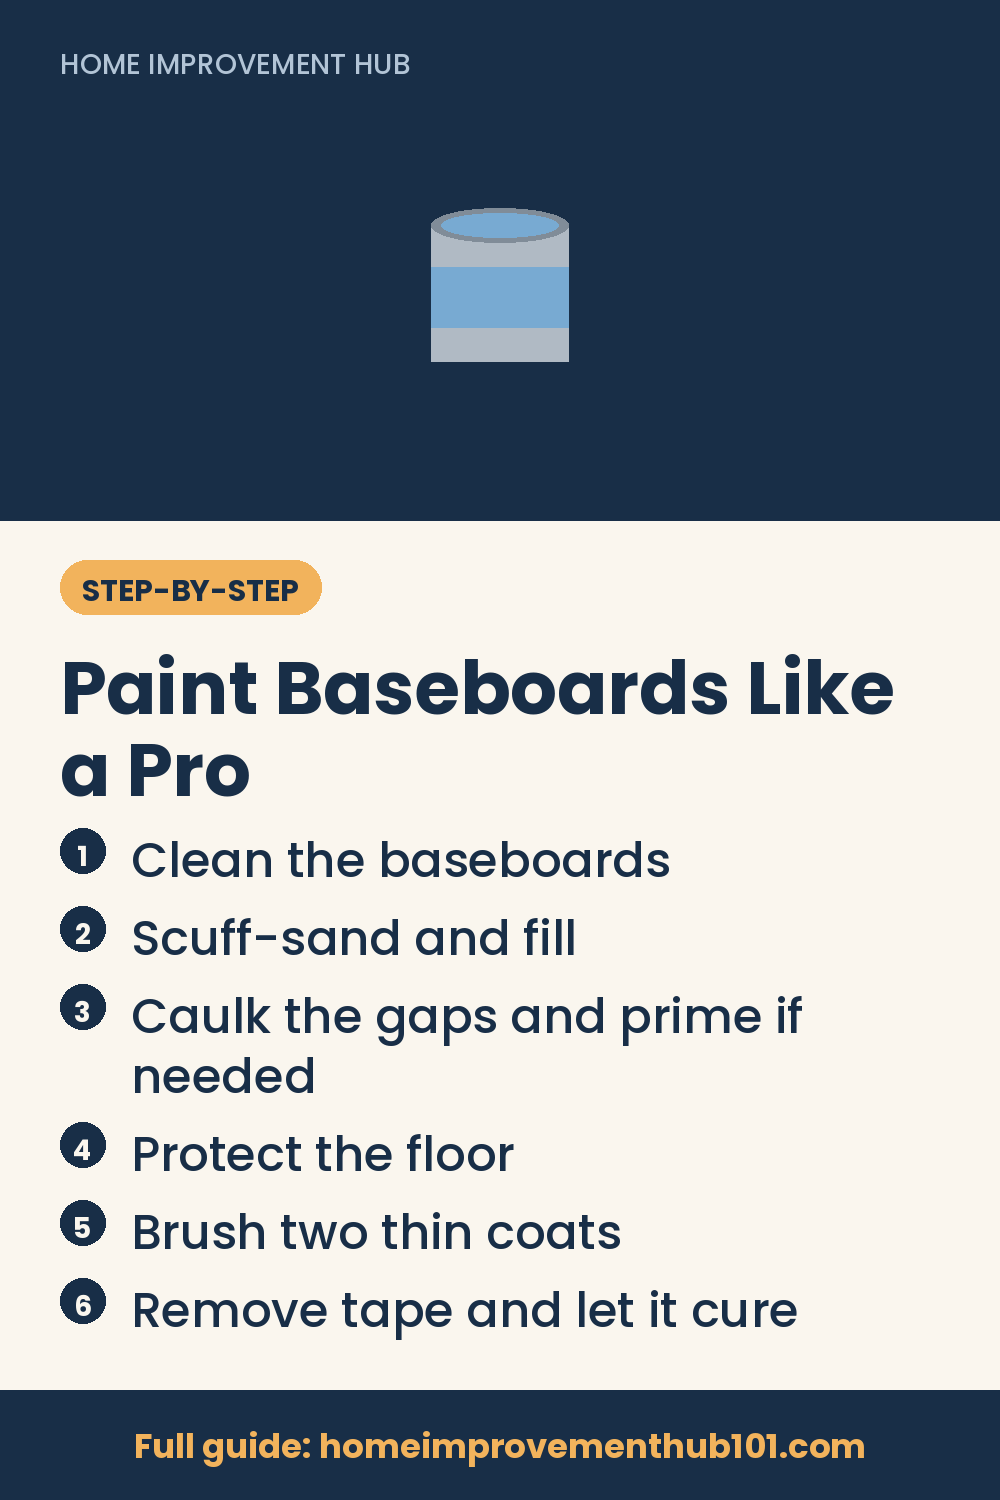 HOME IMPROVEMENT HUB
STEP-BY-STEP
Paint Baseboards Like
a Pro
1 Clean the baseboards
2 Scuff-sand and fill
3 Caulk the gaps and prime if
needed
4 Protect the floor
5 Brush two thin coats
6 Remove tape and let it cure
Full guide: homeimprovementhub101.com